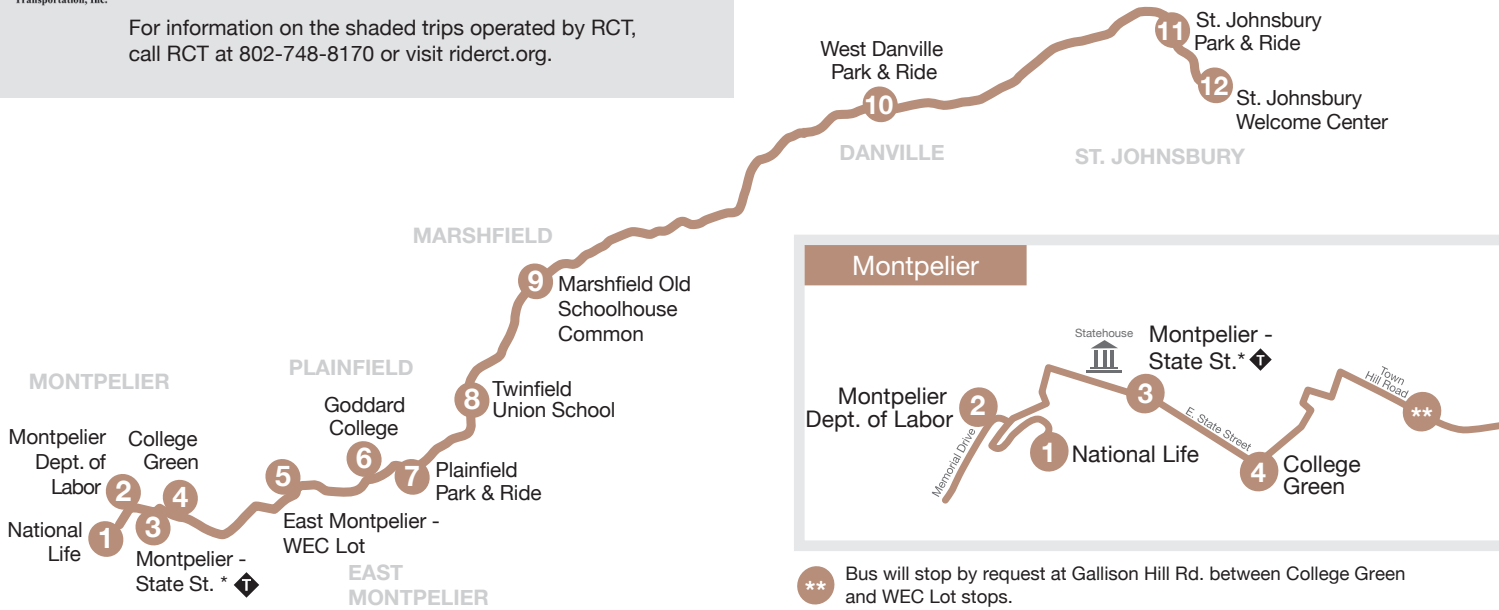 Transportation, Inc.
For information on the shaded trips operated by RCT,
call RCT at 802-748-8170 or visit riderct.org.
11
St. Johnsbury
Park & Ride
West Danville
Park & Ride
10
12
St. Johnsbury
Welcome Center
DANVILLE
ST. JOHNSBURY
MARSHFIELD
9
Marshfield Old
Schoolhouse
Common
PLAINFIELD
MONTPELIER
8
Twinfield
Union School
Goddard
College
6
7
Plainfield
Park & Ride
Montpelier
Dept. of
Labor
2
College
Green
4
5
East Montpelier -
WEC Lot
National
Life
1
3
Montpelier -
State St. * T
EAST
MONTPELIER
Montpelier
Statehouse
Montpelier -
State St.* T
Montpelier
Dept. of Labor
2
3
Town
Hill Road
**
Memorial Drive
1
National Life
E. State Street
4
College
Green
**
Bus will stop by request at Gallison Hill Rd. between College Green
and WEC Lot stops.